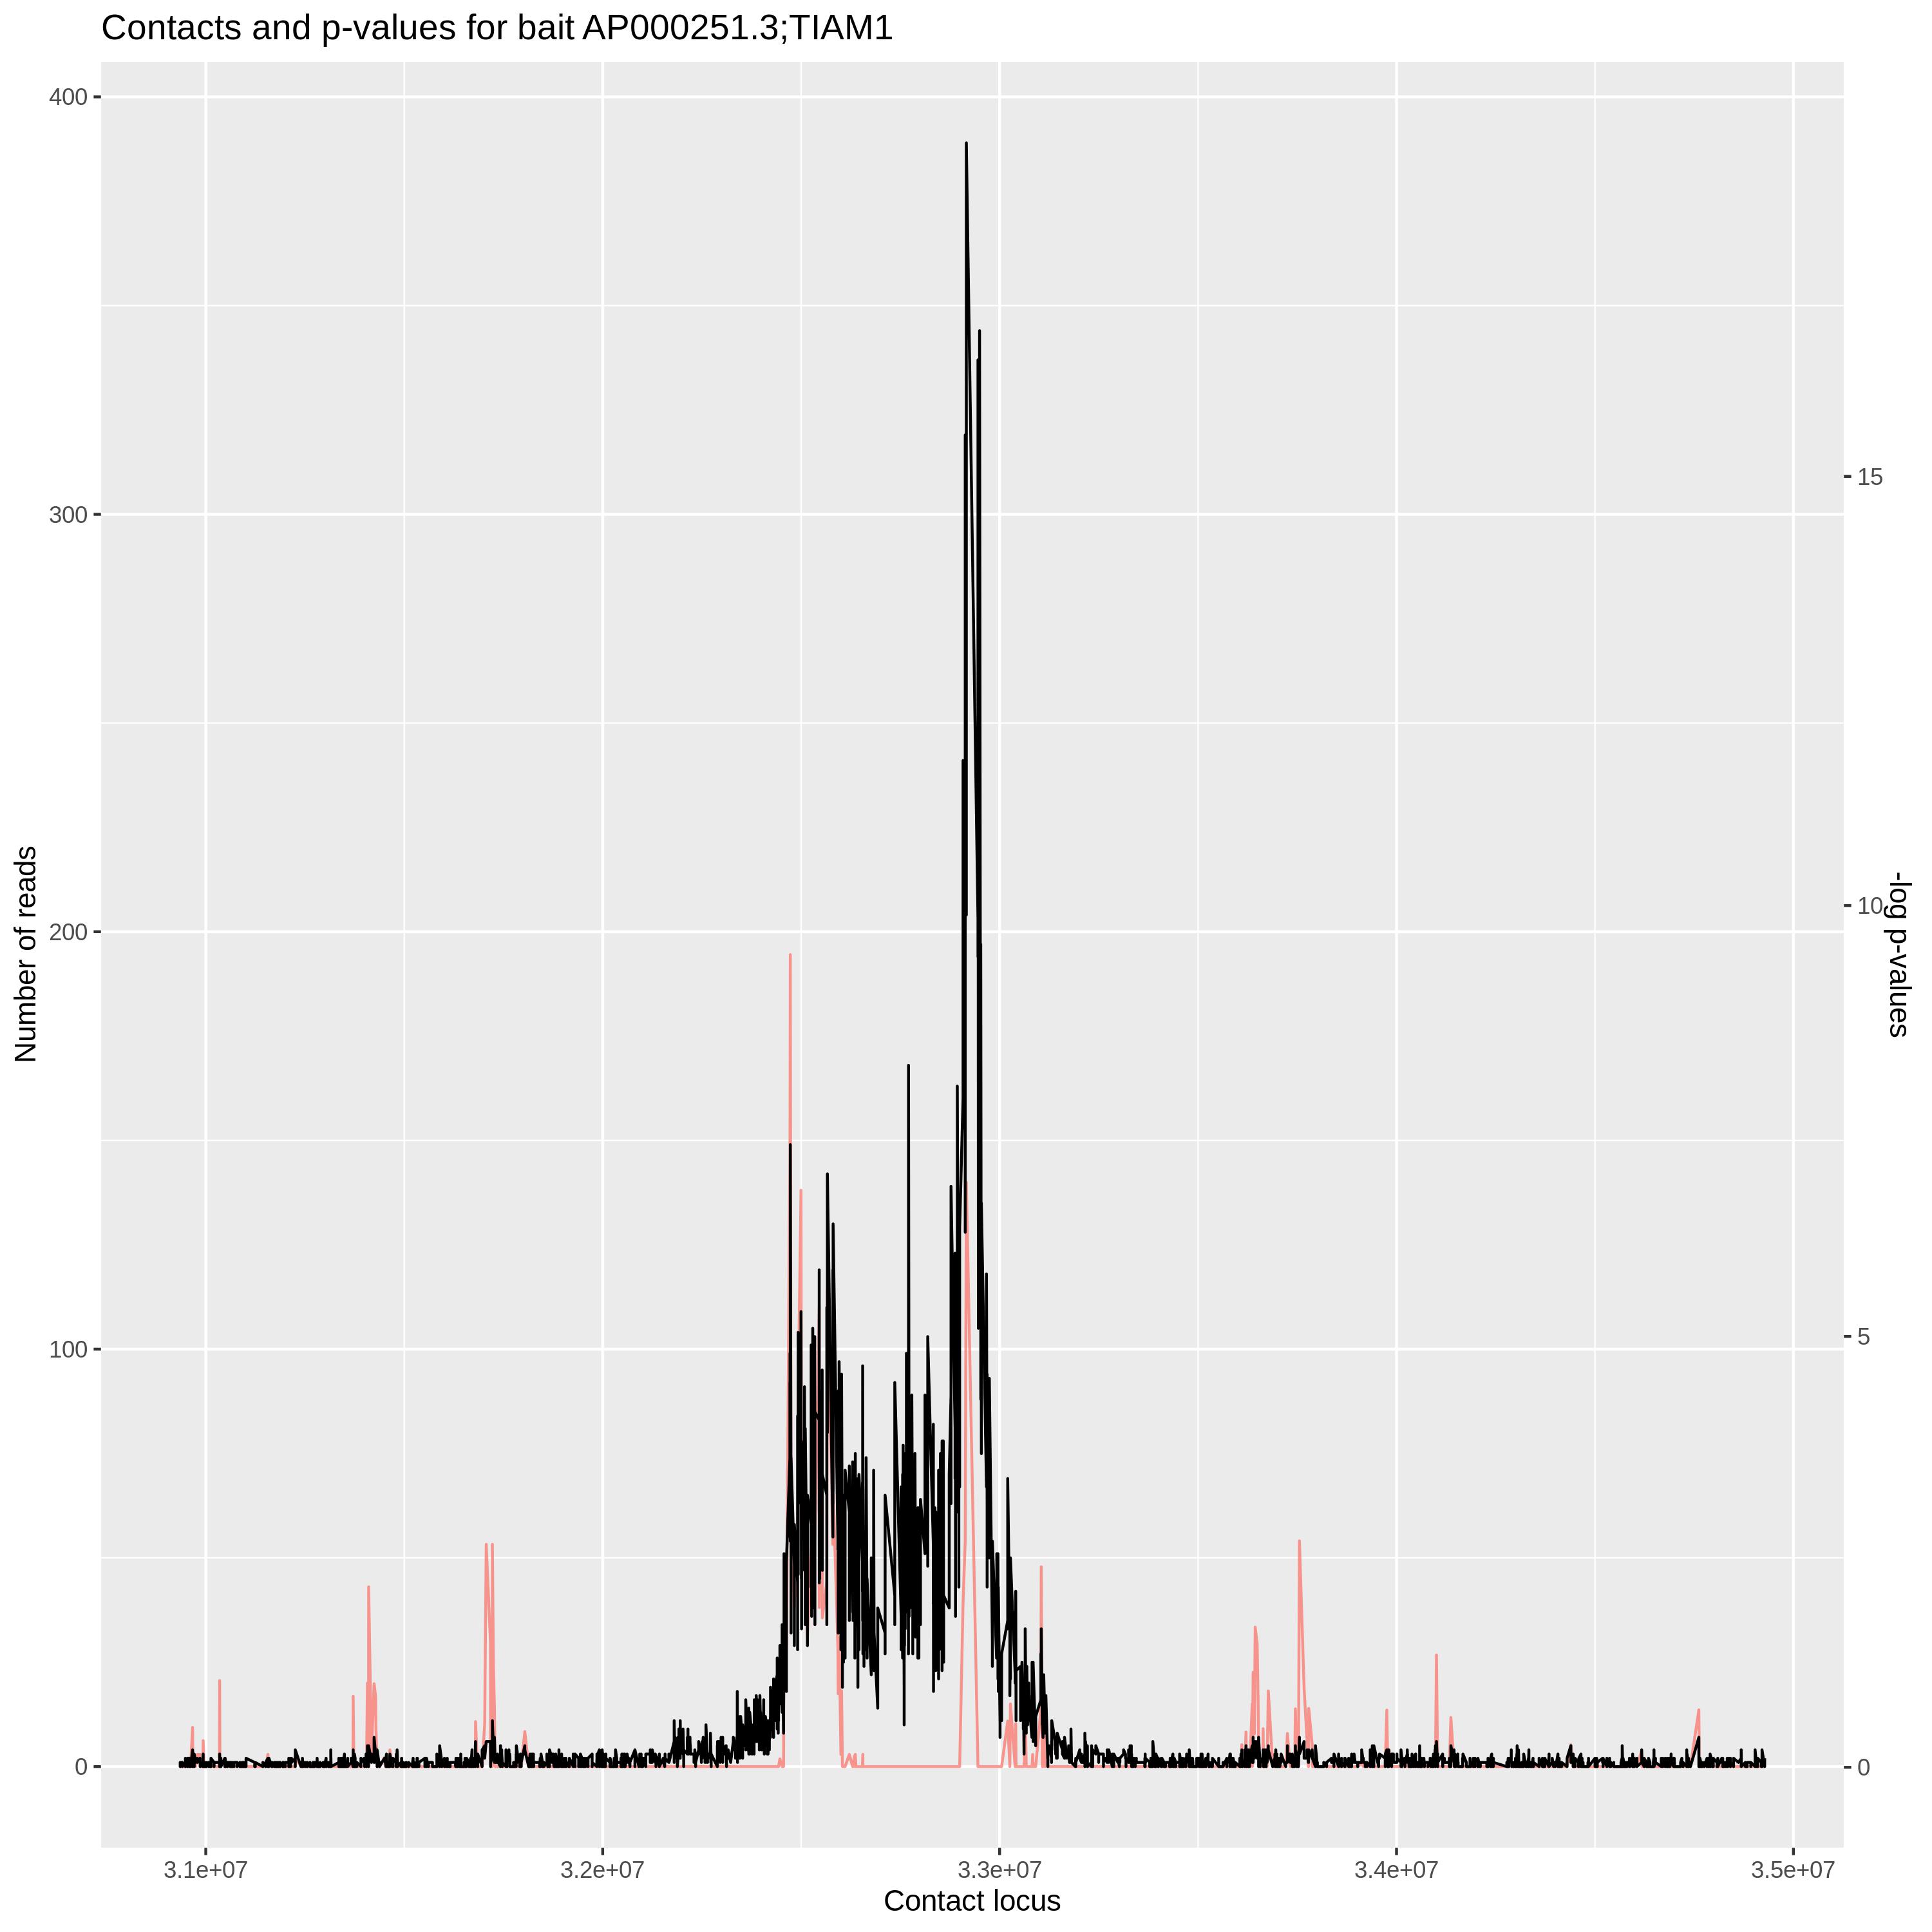 Contacts and p-values for bait AP000251.3;TIAM1
400
300
200
100
0
Number of reads
15
10
5
0
-log p-values
3.1e+07
3.2e+07
3.3e+07
3.4e+07
3.5e+07
Contact locus